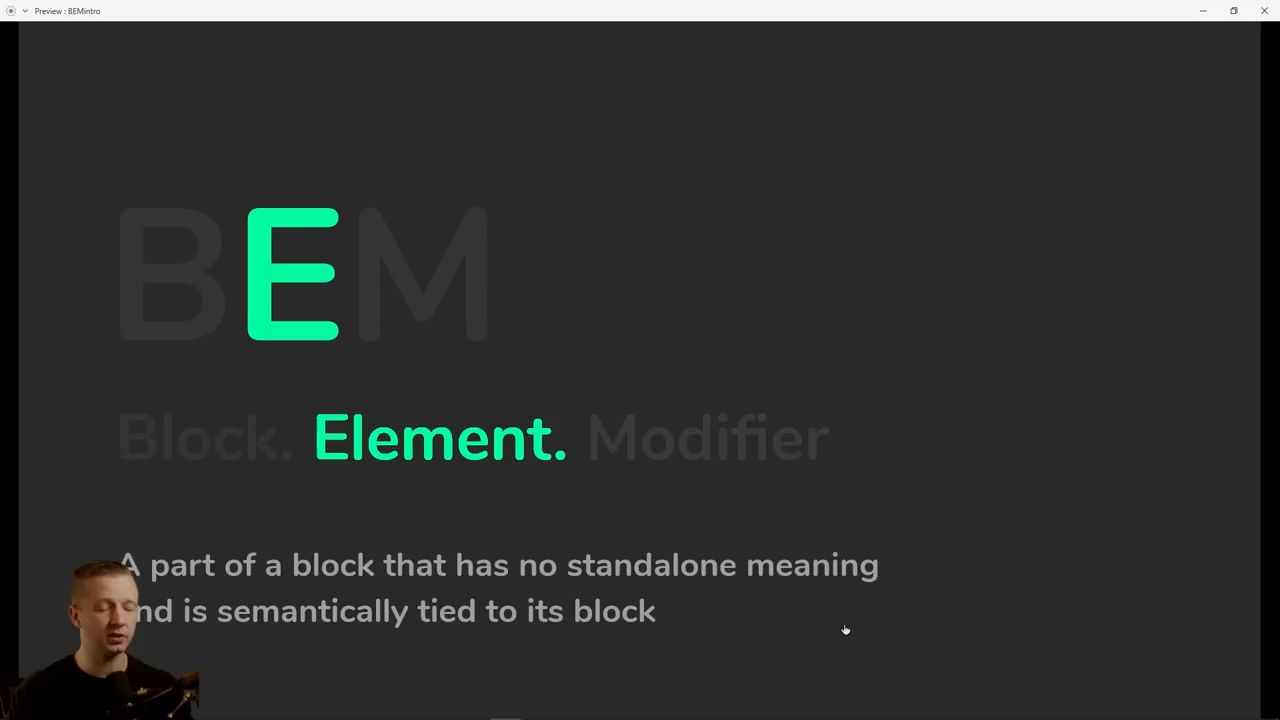 Preview : BEMintro
BEM
Block. Element. Modifier
A part of a block that has no standalone meaning
and is semantically tied to its block